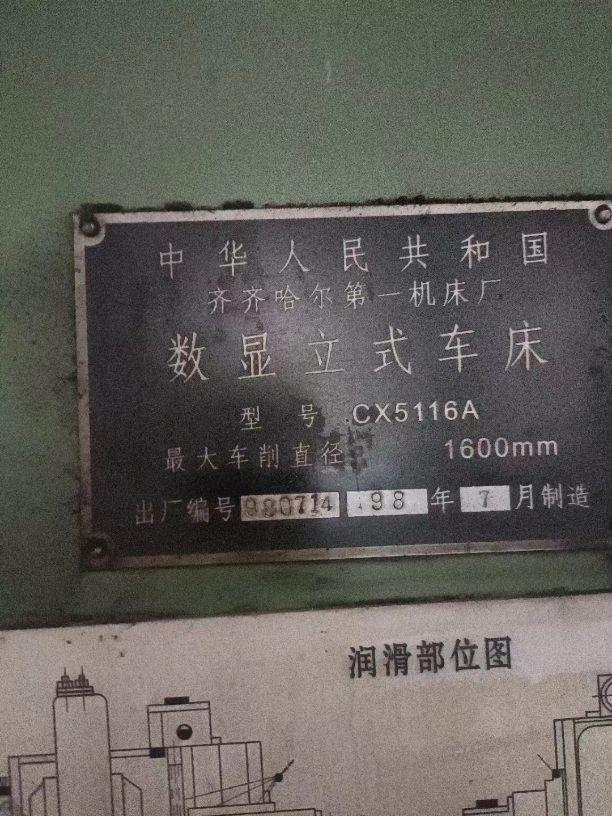 中华人民共和国
齐齐哈尔第一机床厂
数显立式车床
型号 CX5116A
最大车削直径 1600mm
出厂编号 980714 98 年 7 月制造
润滑部位图